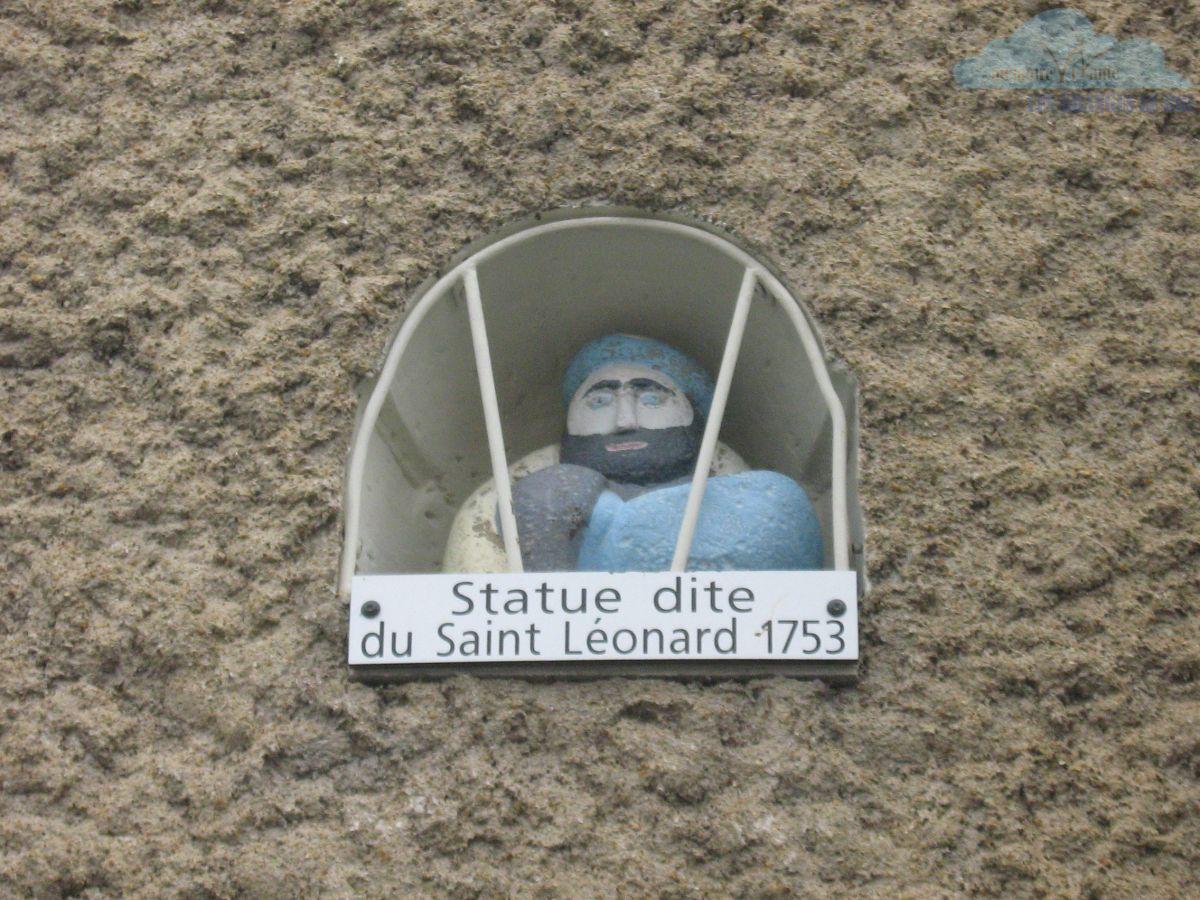 Statue dite
du Saint Léonard 1753